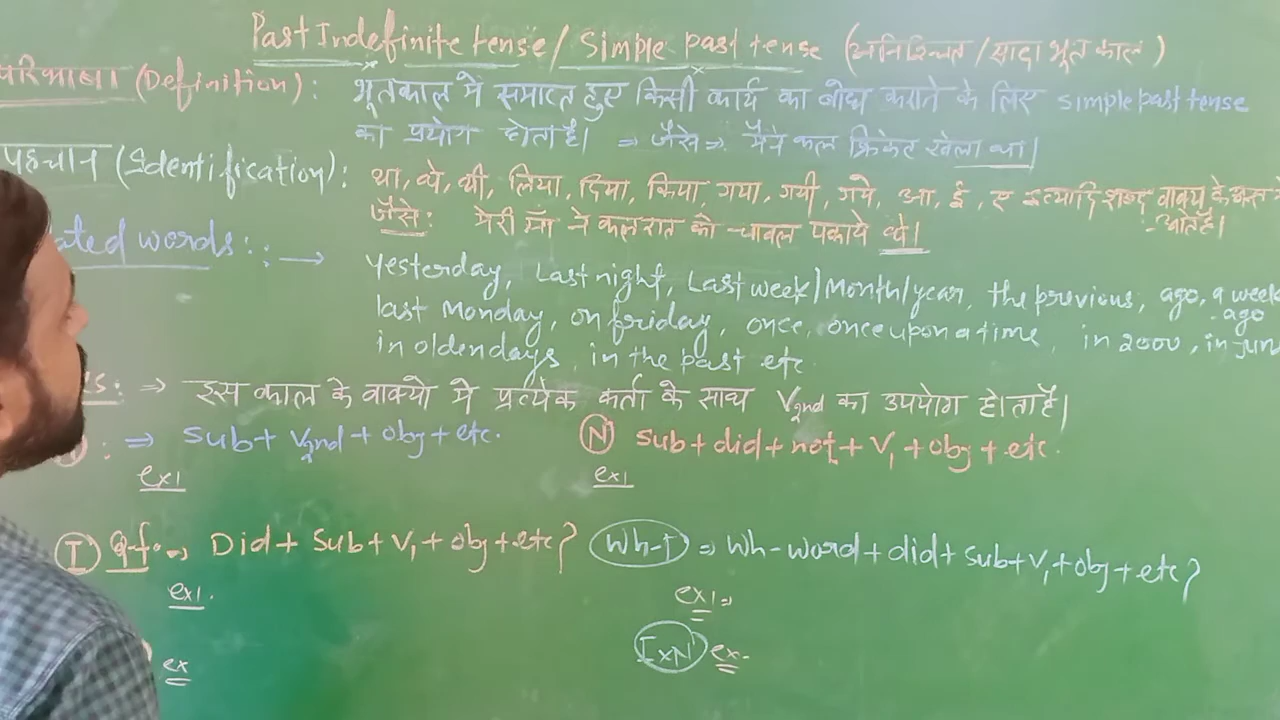 Past Indefinite tense / Simple past tense (अनिश्चित / सादा भूतकाल)
परिभाषा (Definition): भूतकाल में समाप्त हुए किसी कार्य का बोध कराने के लिए simple past tense
का प्रयोग होता है। ⇒ जैसे ⇒ मैंने कल क्रिकेट खेला था।
पहचान (Identification): था, थे, थी, लिया, दिया, किया, गया, गयी, गये, आ, ई, ए इत्यादि शब्द वाक्य के अन्त
होते हैं।
जैसे: मेरी माँ ने कल रात को चावल पकाये थे।
ated words:: → yesterday, Last night, Last week/Month/year, the previous, ago, a week
ago
last Monday, on friday, once, once upon a time, in 2000, in jun
in olden days, in the past etc.
s: → इस काल के वाक्यो में प्रत्येक कर्ता के साथ V2nd का उपयोग होता है।
: ⇒ Sub + V2nd + obj + etc. (N) Sub + did + not + V1 + obj + etc.
ex1 ex1
(I) Q.f. ⇒ Did + Sub + V1 + obj + etc? (Wh-I) ⇒ Wh-word + did + sub + V1 + obj + etc?
ex1. ex1 ⇒
ex (I×N) ex-